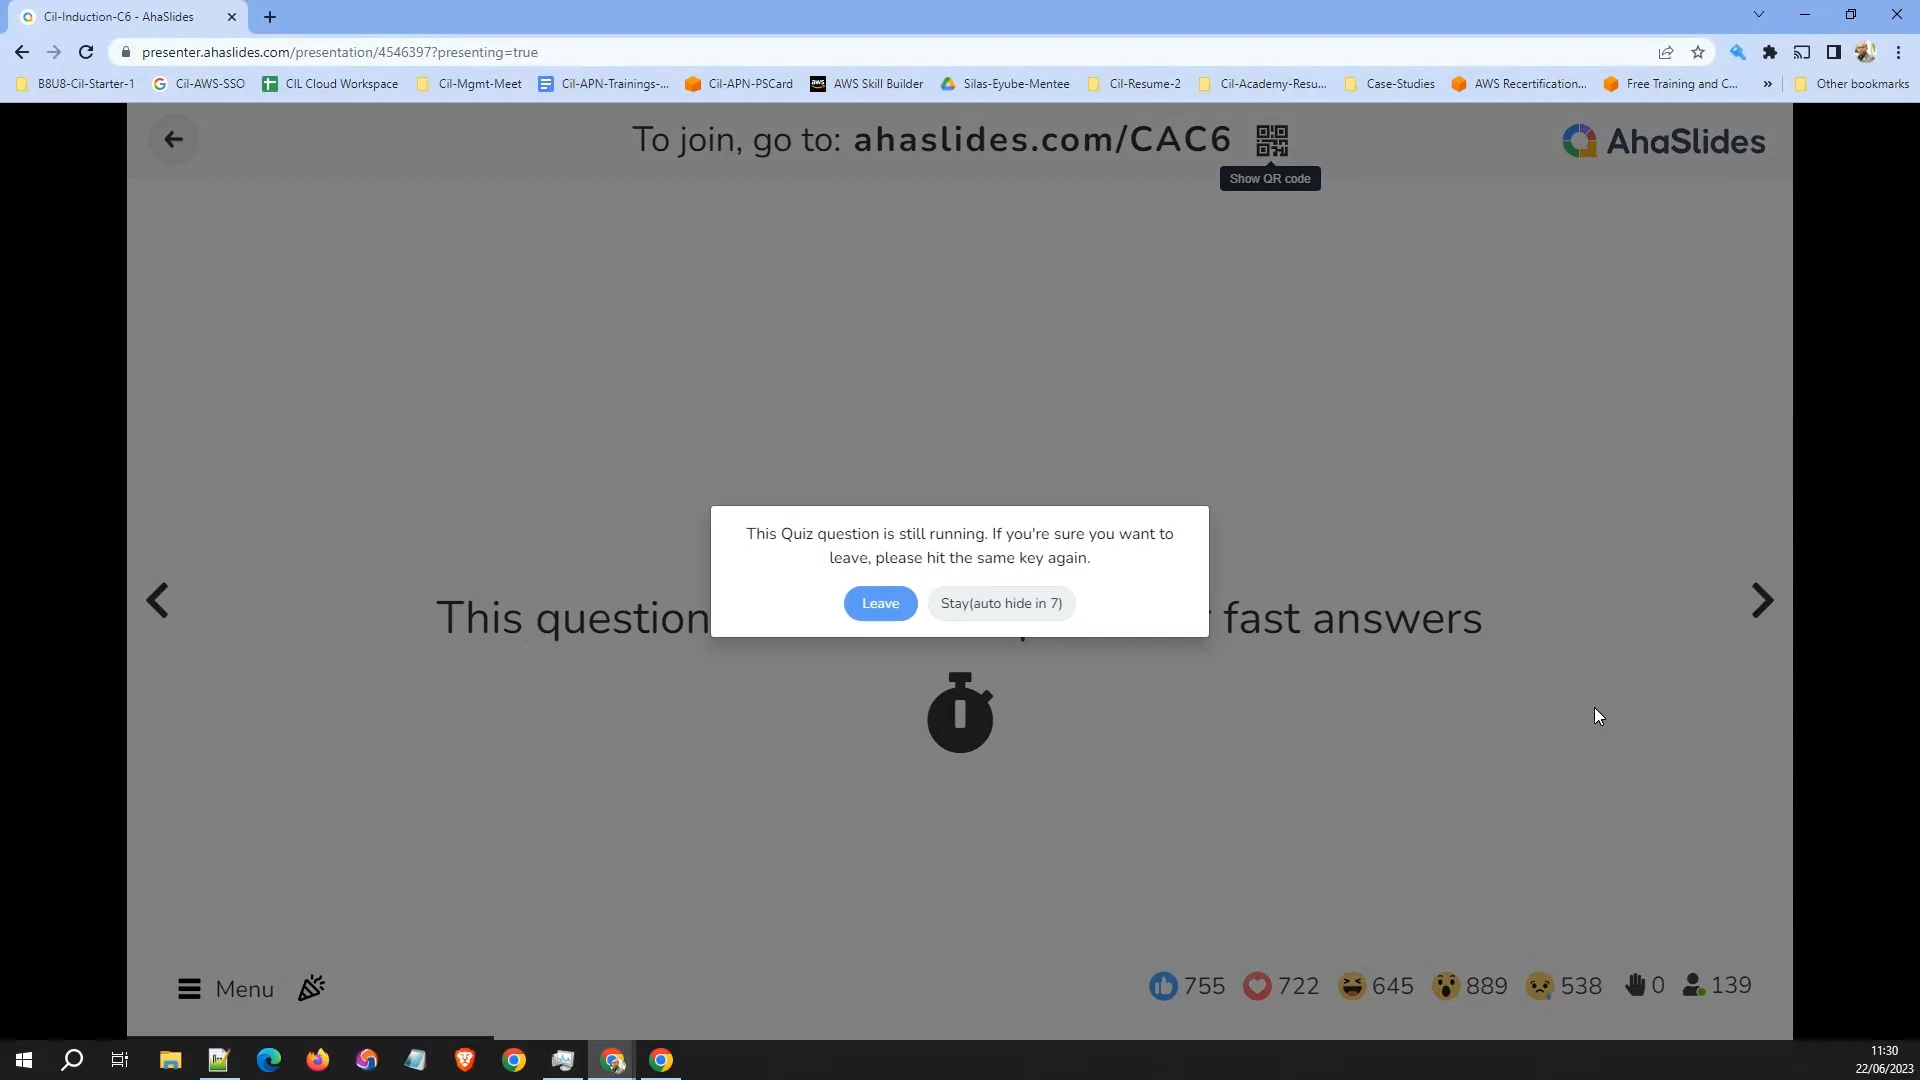 Cil-Induction-C6 - AhaSlides
presenter.ahaslides.com/presentation/4546397?presenting=true
B8U8-Cil-Starter-1 Cil-AWS-SSO CIL Cloud Workspace Cil-Mgmt-Meet Cil-APN-Trainings-... Cil-APN-PSCard AWS Skill Builder Silas-Eyube-Mentee Cil-Resume-2 Cil-Academy-Resu... Case-Studies AWS Recertification... Free Training and C... » Other bookmarks
To join, go to: ahaslides.com/CAC6 AhaSlides
Show QR code
This Quiz question is still running. If you're sure you want to
leave, please hit the same key again.
Leave Stay(auto hide in 7)
This question fast answers
Menu 755 722 645 889 538 0 139
11:30
22/06/2023